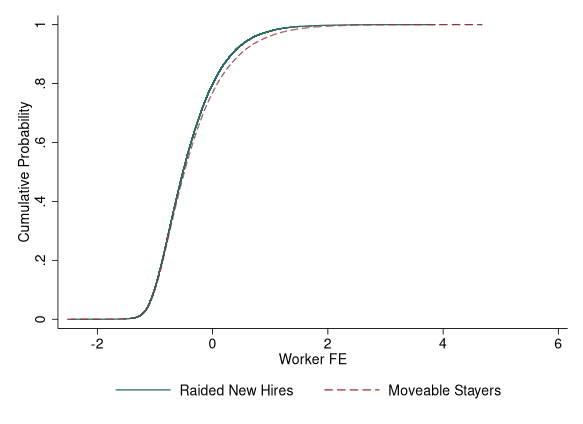 Cumulative Probability
1
.8
.6
.4
.2
0
-2 0 2 4 6
Worker FE
Raided New Hires Moveable Stayers